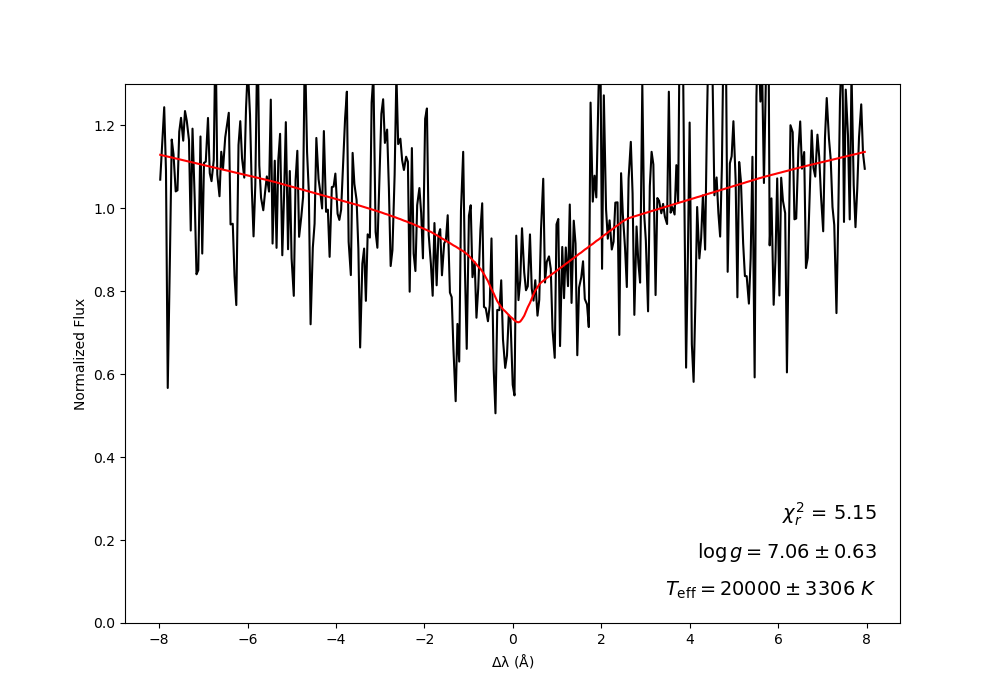 1.2
1.0
0.8
0.6
0.4
0.2
0.0
Normalized Flux
χ²ᵣ = 5.15
log g = 7.06 ± 0.63
T_eff = 20000 ± 3306 K
−8 −6 −4 −2 0 2 4 6 8
Δλ (Å)